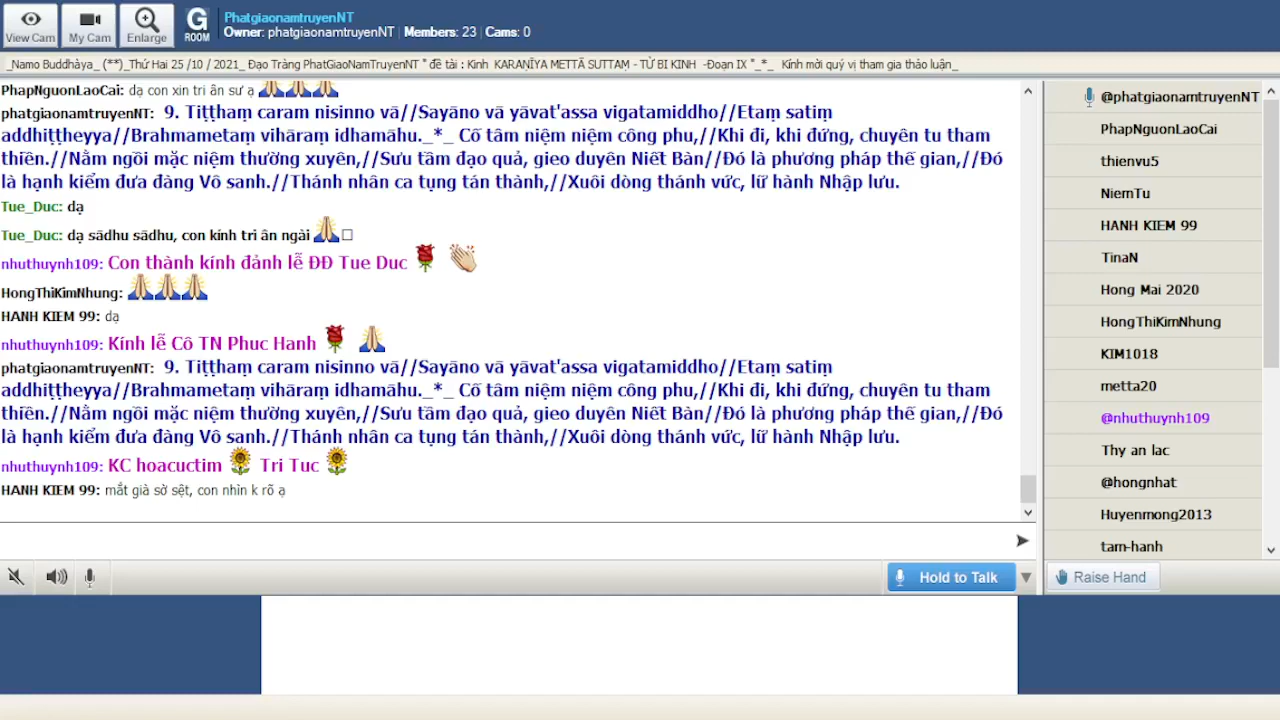 View Cam
My Cam
Enlarge
G
ROOM
PhatgiaonamtruyenNT
Owner: phatgiaonamtruyenNT | Members: 23 | Cams: 0
_Namo Buddhàya_ (**)_Thứ Hai 25 /10 / 2021_ Đạo Tràng PhatGiaoNamTruyenNT " đề tài : Kinh KARAṆĪYA METTĀ SUTTAṂ - TỪ BI KINH -Đoạn IX "_*_ Kính mời quý vị tham gia thảo luận_
PhapNguonLaoCai: dạ con xin tri ân sư ạ
phatgiaonamtruyenNT: 9. Tiṭṭhaṃ caram nisinno vā//Sayāno vā yāvat'assa vigatamiddho//Etaṃ satiṃ
addhiṭṭheyya//Brahmametaṃ vihāraṃ idhamāhu._*_ Cố tâm niệm niệm công phu,//Khi đi, khi đứng, chuyên tu tham
thiền.//Nằm ngồi mặc niệm thường xuyên,//Sưu tầm đạo quả, gieo duyên Niết Bàn//Đó là phương pháp thế gian,//Đó
là hạnh kiểm đưa đàng Vô sanh.//Thánh nhân ca tụng tán thành,//Xuôi dòng thánh vức, lữ hành Nhập lưu.
Tue_Duc: dạ
Tue_Duc: dạ sādhu sādhu, con kính tri ân ngài
nhuthuynh109: Con thành kính đảnh lễ ĐĐ Tue Duc
HongThiKimNhung:
HANH KIEM 99: dạ
nhuthuynh109: Kính lễ Cô TN Phuc Hanh
phatgiaonamtruyenNT: 9. Tiṭṭhaṃ caram nisinno vā//Sayāno vā yāvat'assa vigatamiddho//Etaṃ satiṃ
addhiṭṭheyya//Brahmametaṃ vihāraṃ idhamāhu._*_ Cố tâm niệm niệm công phu,//Khi đi, khi đứng, chuyên tu tham
thiền.//Nằm ngồi mặc niệm thường xuyên,//Sưu tầm đạo quả, gieo duyên Niết Bàn//Đó là phương pháp thế gian,//Đó
là hạnh kiểm đưa đàng Vô sanh.//Thánh nhân ca tụng tán thành,//Xuôi dòng thánh vức, lữ hành Nhập lưu.
nhuthuynh109: KC hoacuctim Tri Tuc
HANH KIEM 99: mắt già sờ sệt, con nhìn k rõ ạ
@phatgiaonamtruyenNT
PhapNguonLaoCai
thienvu5
NiemTu
HANH KIEM 99
TinaN
Hong Mai 2020
HongThiKimNhung
KIM1018
metta20
@nhuthuynh109
Thy an lac
@hongnhat
Huyenmong2013
tam-hanh
Hold to Talk
Raise Hand